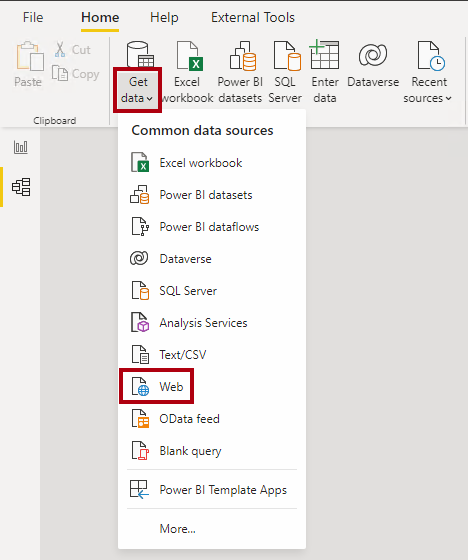 File Home Help External Tools
Paste
Cut
Copy
Clipboard
Get
data
Excel
workbook
Power BI
datasets
SQL
Server
Enter
data
Dataverse
Recent
sources
Common data sources
Excel workbook
Power BI datasets
Power BI dataflows
Dataverse
SQL Server
Analysis Services
Text/CSV
Web
OData feed
Blank query
Power BI Template Apps
More...